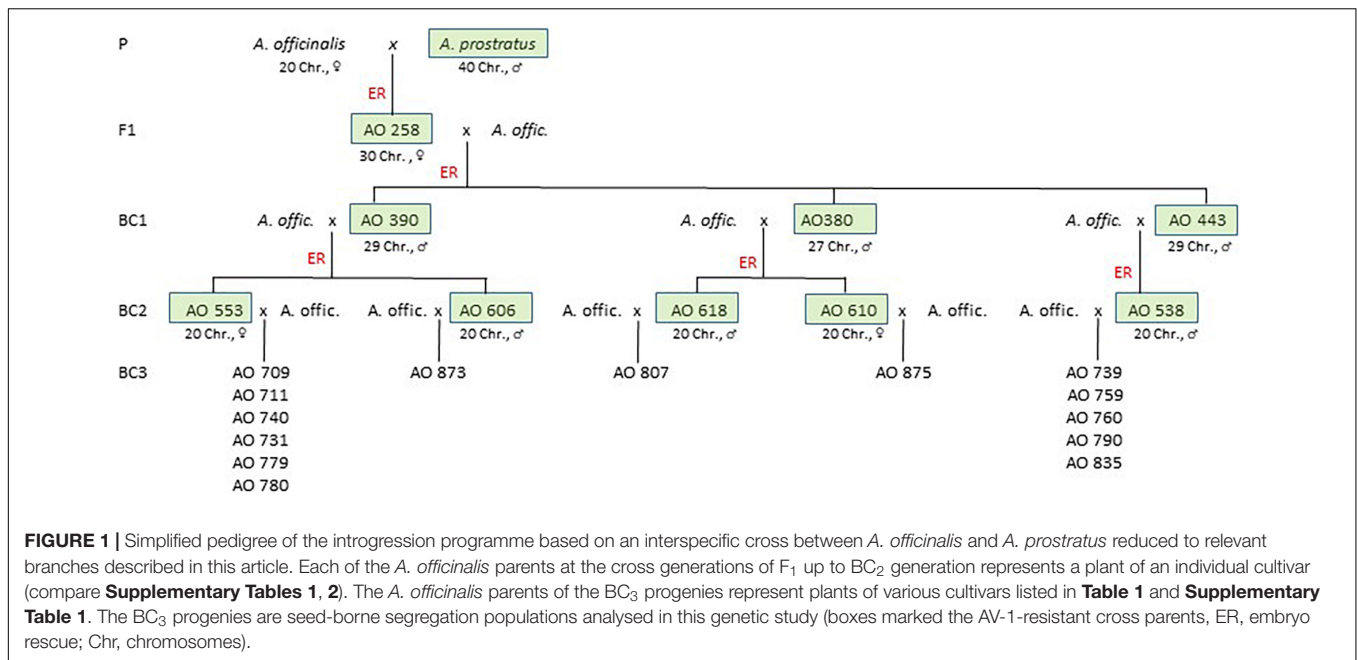 P A. officinalis x A. prostratus
20 Chr., ♀ 40 Chr., ♂
ER
F1 AO 258 x A. offic.
30 Chr., ♀
ER
BC1 A. offic. x AO 390 A. offic. x AO380 A. offic. x AO 443
29 Chr., ♂ 27 Chr., ♂ 29 Chr., ♂
ER ER ER
BC2 AO 553 x A. offic. A. offic. x AO 606 A. offic. x AO 618 AO 610 x A. offic. A. offic. x AO 538
20 Chr., ♀ 20 Chr., ♂ 20 Chr., ♂ 20 Chr., ♀ 20 Chr., ♂
BC3 AO 709 AO 873 AO 807 AO 875 AO 739
AO 711 AO 759
AO 740 AO 760
AO 731 AO 790
AO 779 AO 835
AO 780
FIGURE 1 | Simplified pedigree of the introgression programme based on an interspecific cross between A. officinalis and A. prostratus reduced to relevant
branches described in this article. Each of the A. officinalis parents at the cross generations of F1 up to BC2 generation represents a plant of an individual cultivar
(compare Supplementary Tables 1, 2). The A. officinalis parents of the BC3 progenies represent plants of various cultivars listed in Table 1 and Supplementary
Table 1. The BC3 progenies are seed-borne segregation populations analysed in this genetic study (boxes marked the AV-1-resistant cross parents, ER, embryo
rescue; Chr, chromosomes).